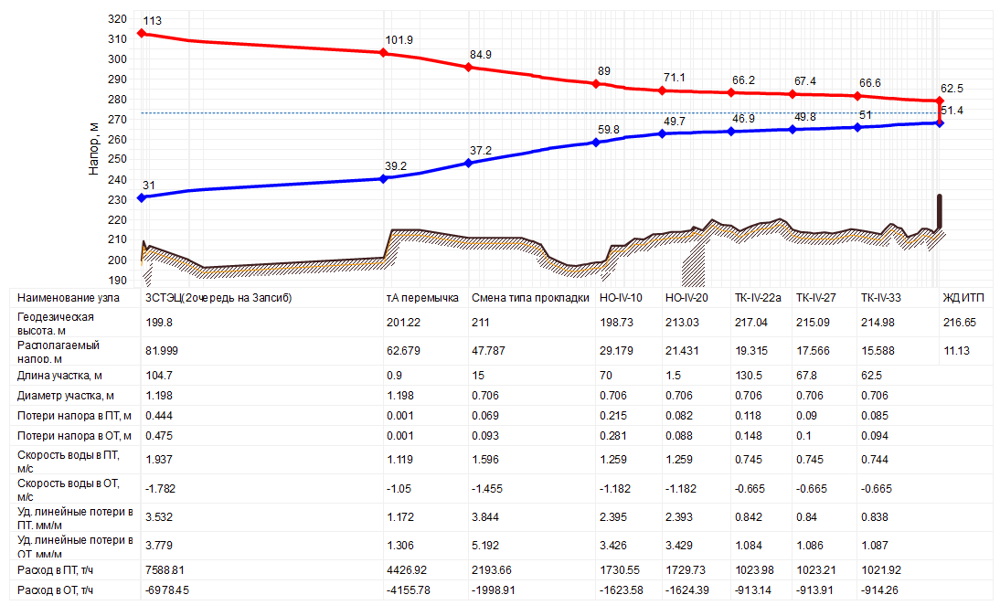 320
310
300
290
280
270
260
250
240
230
220
210
200
190
Напор, м
113
101.9
84.9
89
71.1
66.2
67.4
66.6
62.5
31
39.2
37.2
59.8
49.7
46.9
49.8
51
51.4
Наименование узла ЗСТЭЦ(2очередь на Запсиб) тА перемычка Смена типа прокладки НО-IV-10 НО-IV-20 ТК-IV-22а ТК-IV-27 ТК-IV-33 ЖД ИТП
Геодезическая
высота, м 199.8 201.22 211 198.73 213.03 217.04 215.09 214.98 216.65
Располагаемый
напор, м 81.999 62.679 47.787 29.179 21.431 19.315 17.566 15.588 11.13
Длина участка, м 104.7 0.9 15 70 1.5 130.5 67.8 62.5
Диаметр участка, м 1.198 1.198 0.706 0.706 0.706 0.706 0.706 0.706
Потери напора в ПТ, м 0.444 0.001 0.069 0.215 0.082 0.118 0.09 0.085
Потери напора в ОТ, м 0.475 0.001 0.093 0.281 0.088 0.148 0.1 0.094
Скорость воды в ПТ,
м/с 1.937 1.119 1.596 1.259 1.259 0.745 0.745 0.744
Скорость воды в ОТ,
м/с -1.782 -1.05 -1.455 -1.182 -1.182 -0.665 -0.665 -0.665
Уд. линейные потери в
ПТ, мм/м 3.532 1.172 3.844 2.395 2.393 0.842 0.84 0.838
Уд. линейные потери в
ОТ, мм/м 3.779 1.306 5.192 3.426 3.429 1.084 1.086 1.087
Расход в ПТ, т/ч 7588.81 4426.92 2193.66 1730.55 1729.73 1023.98 1023.21 1021.92
Расход в ОТ, т/ч -6978.45 -4155.78 -1998.91 -1623.58 -1624.39 -913.14 -913.91 -914.26